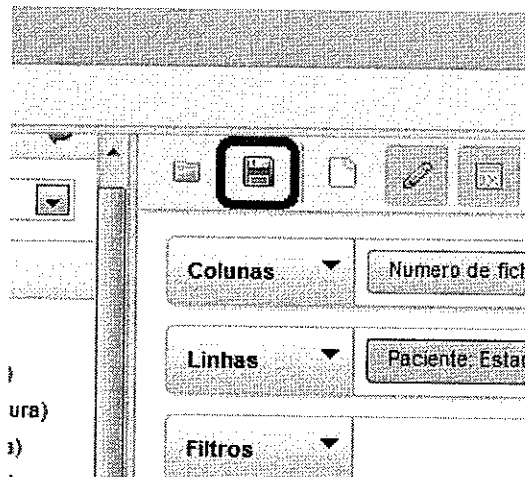 Colunas
Numero de fich
Linhas
Paciente. Estad
ura)
Filtros